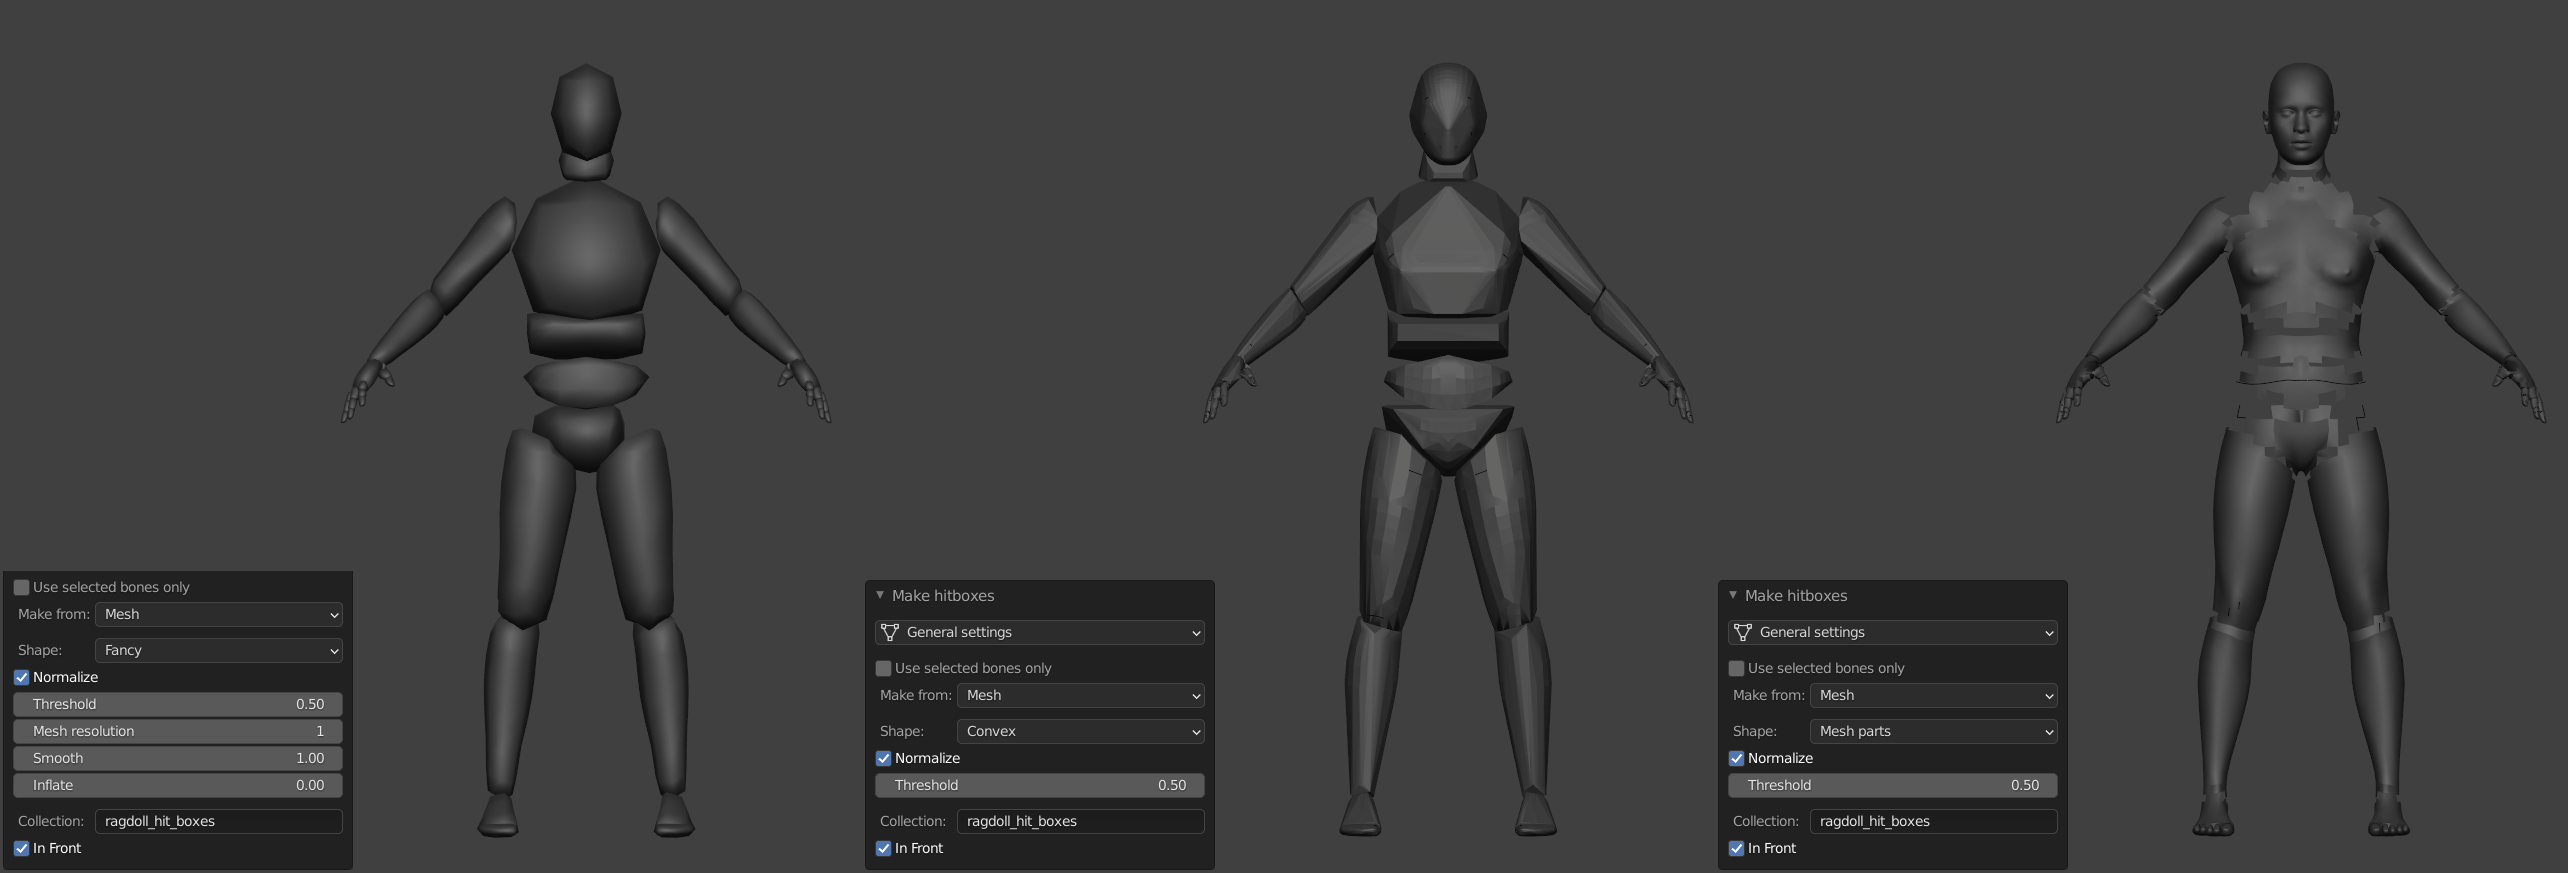 Use selected bones only
Make from: Mesh
Shape: Fancy
Normalize
Threshold 0.50
Mesh resolution 1
Smooth 1.00
Inflate 0.00
Collection: ragdoll_hit_boxes
In Front
Make hitboxes
General settings
Use selected bones only
Make from: Mesh
Shape: Convex
Normalize
Threshold 0.50
Collection: ragdoll_hit_boxes
In Front
Make hitboxes
General settings
Use selected bones only
Make from: Mesh
Shape: Mesh parts
Normalize
Threshold 0.50
Collection: ragdoll_hit_boxes
In Front